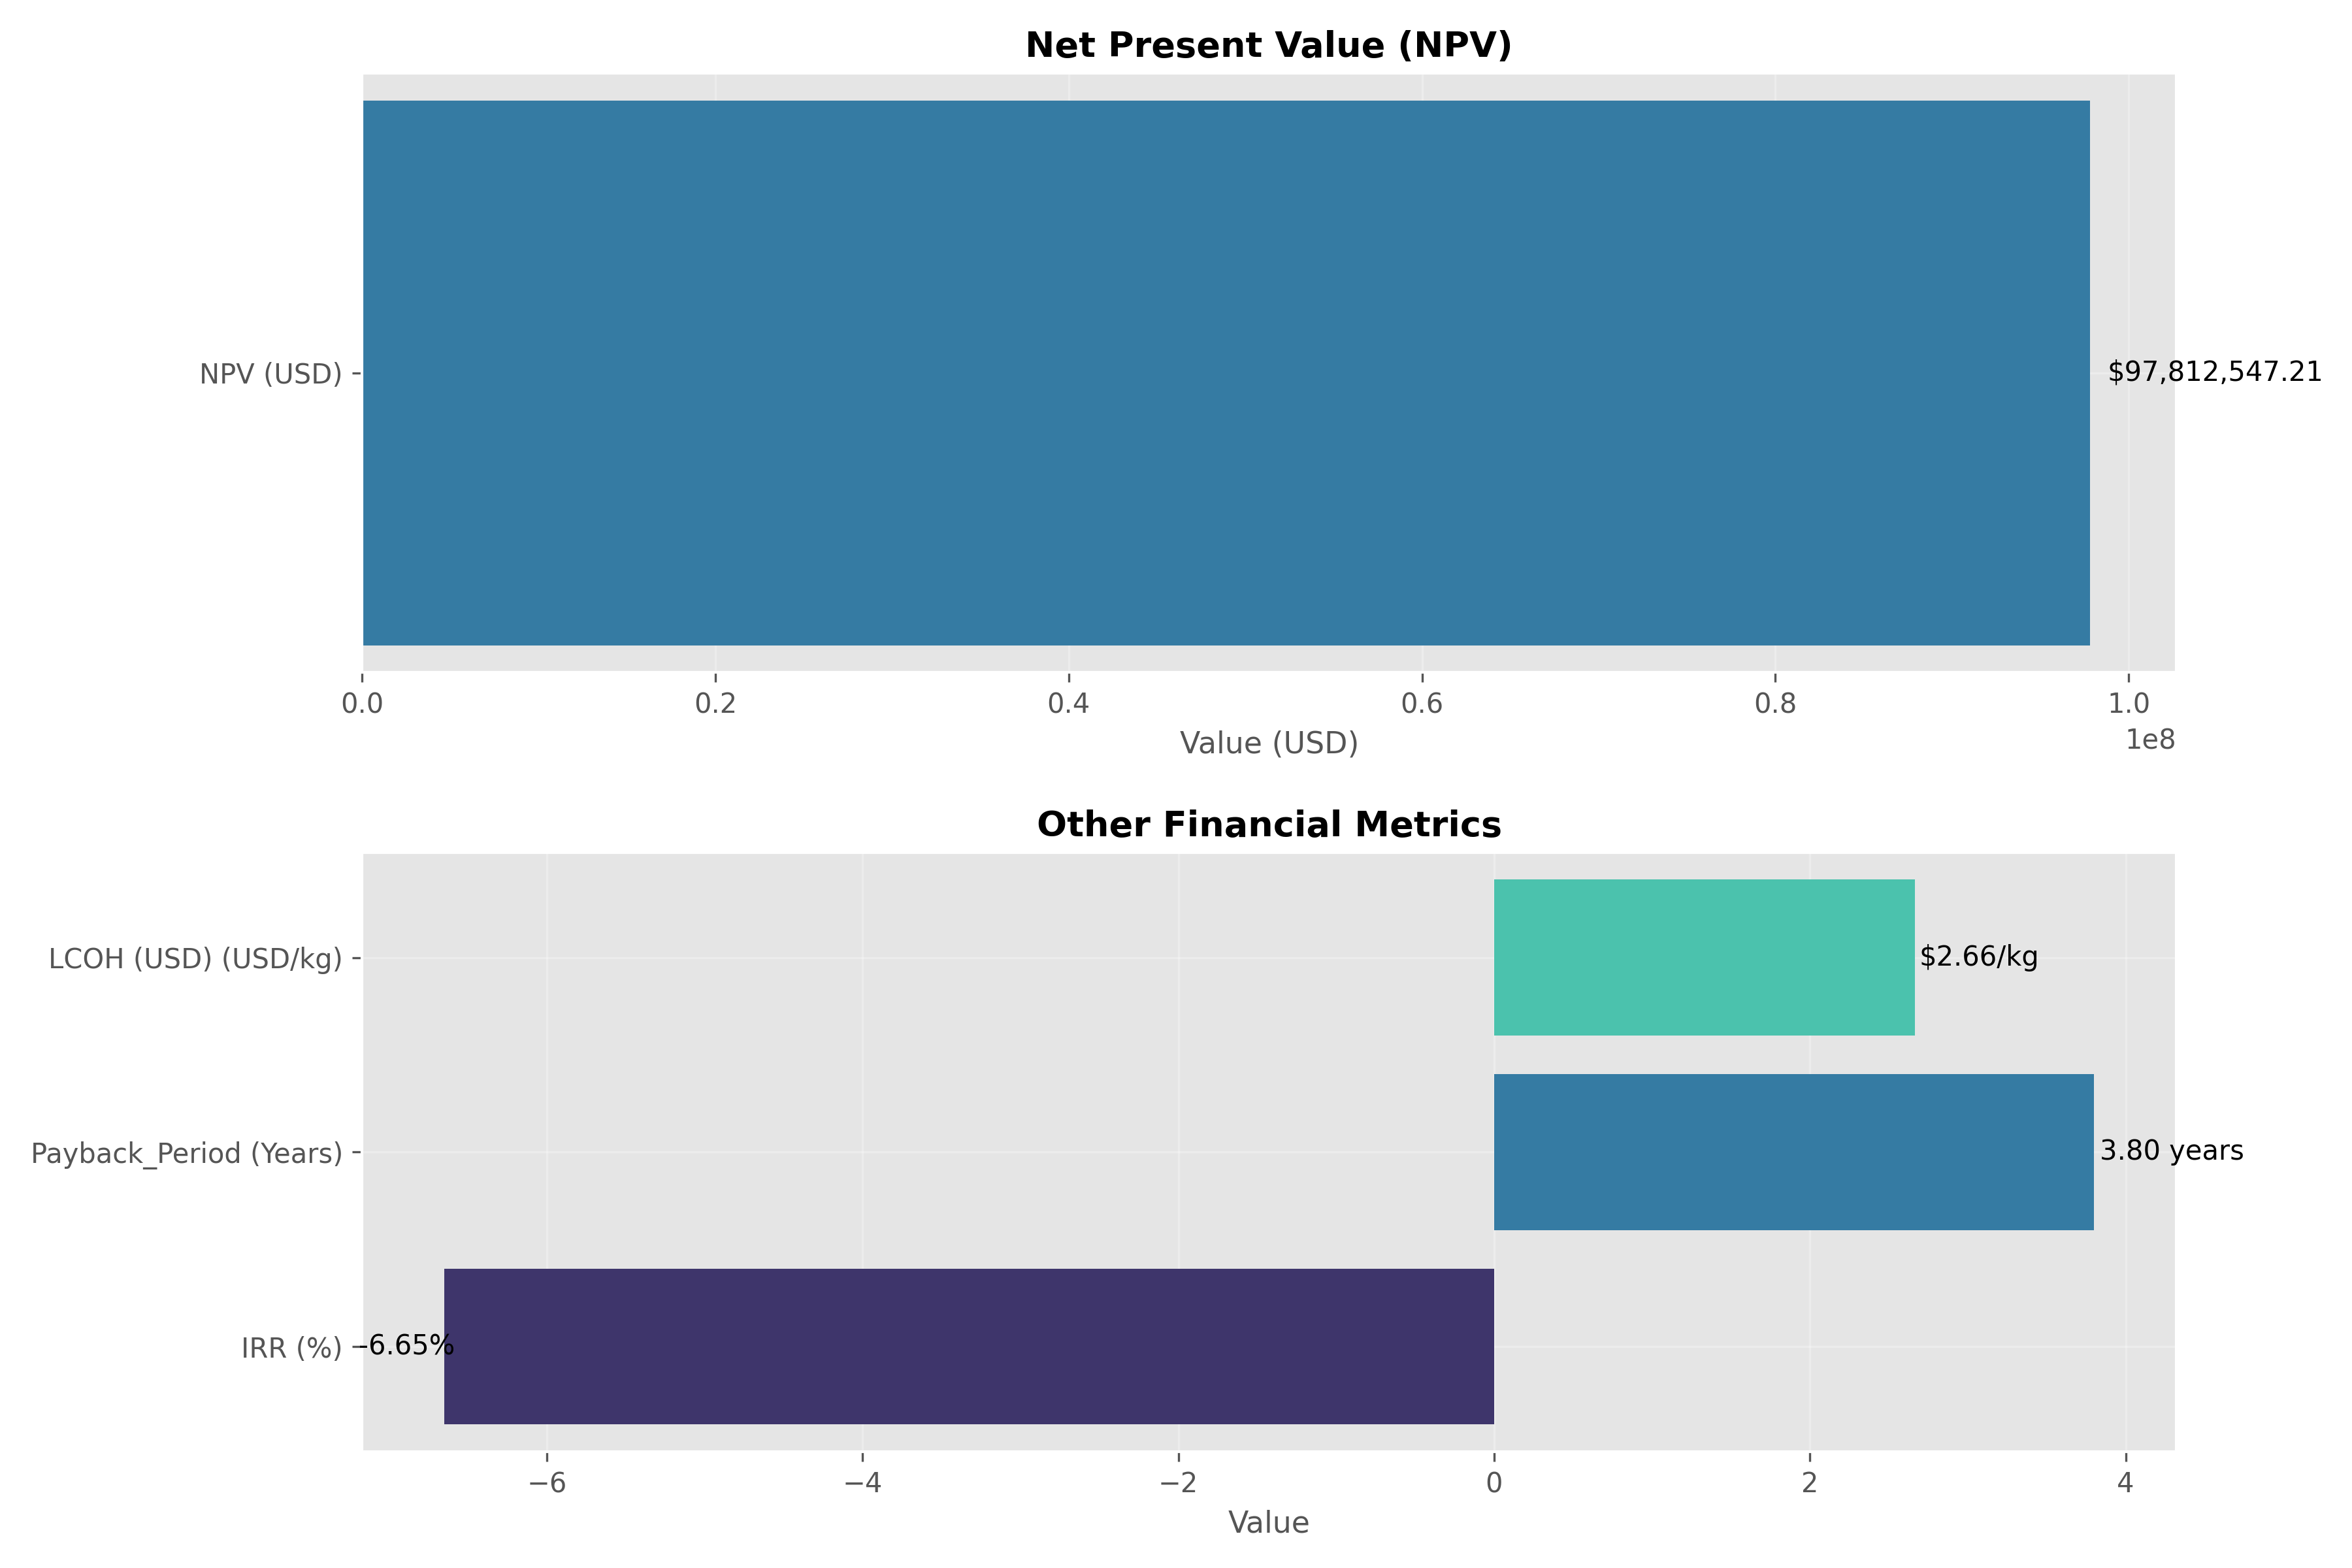 Net Present Value (NPV)
NPV (USD)
$97,812,547.21
0.0 0.2 0.4 0.6 0.8 1.0
1e8
Value (USD)
Other Financial Metrics
LCOH (USD) (USD/kg)
$2.66/kg
Payback_Period (Years)
3.80 years
IRR (%)
-6.65%
−6 −4 −2 0 2 4
Value